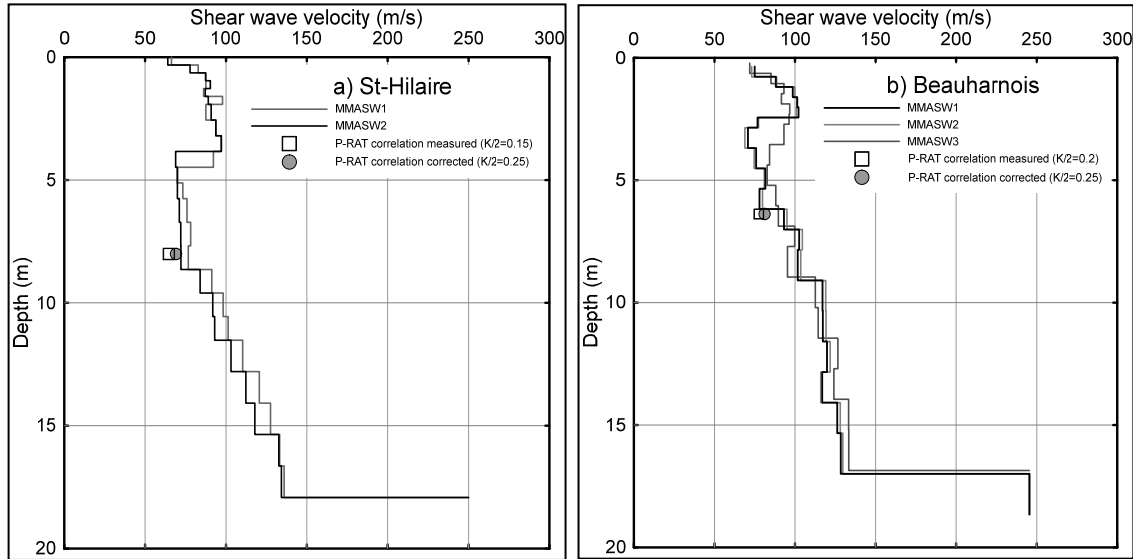 Shear wave velocity (m/s)
0 50 100 150 200 250 300
0
a) St-Hilaire
MMASW1
MMASW2
P-RAT correlation measured (K/2=0.15)
P-RAT correlation corrected (K/2=0.25)
5
10
15
20
Depth (m)
Shear wave velocity (m/s)
0 50 100 150 200 250 300
0
b) Beauharnois
MMASW1
MMASW2
MMASW3
P-RAT correlation measured (K/2=0.2)
P-RAT correlation corrected (K/2=0.25)
5
10
15
20
Depth (m)